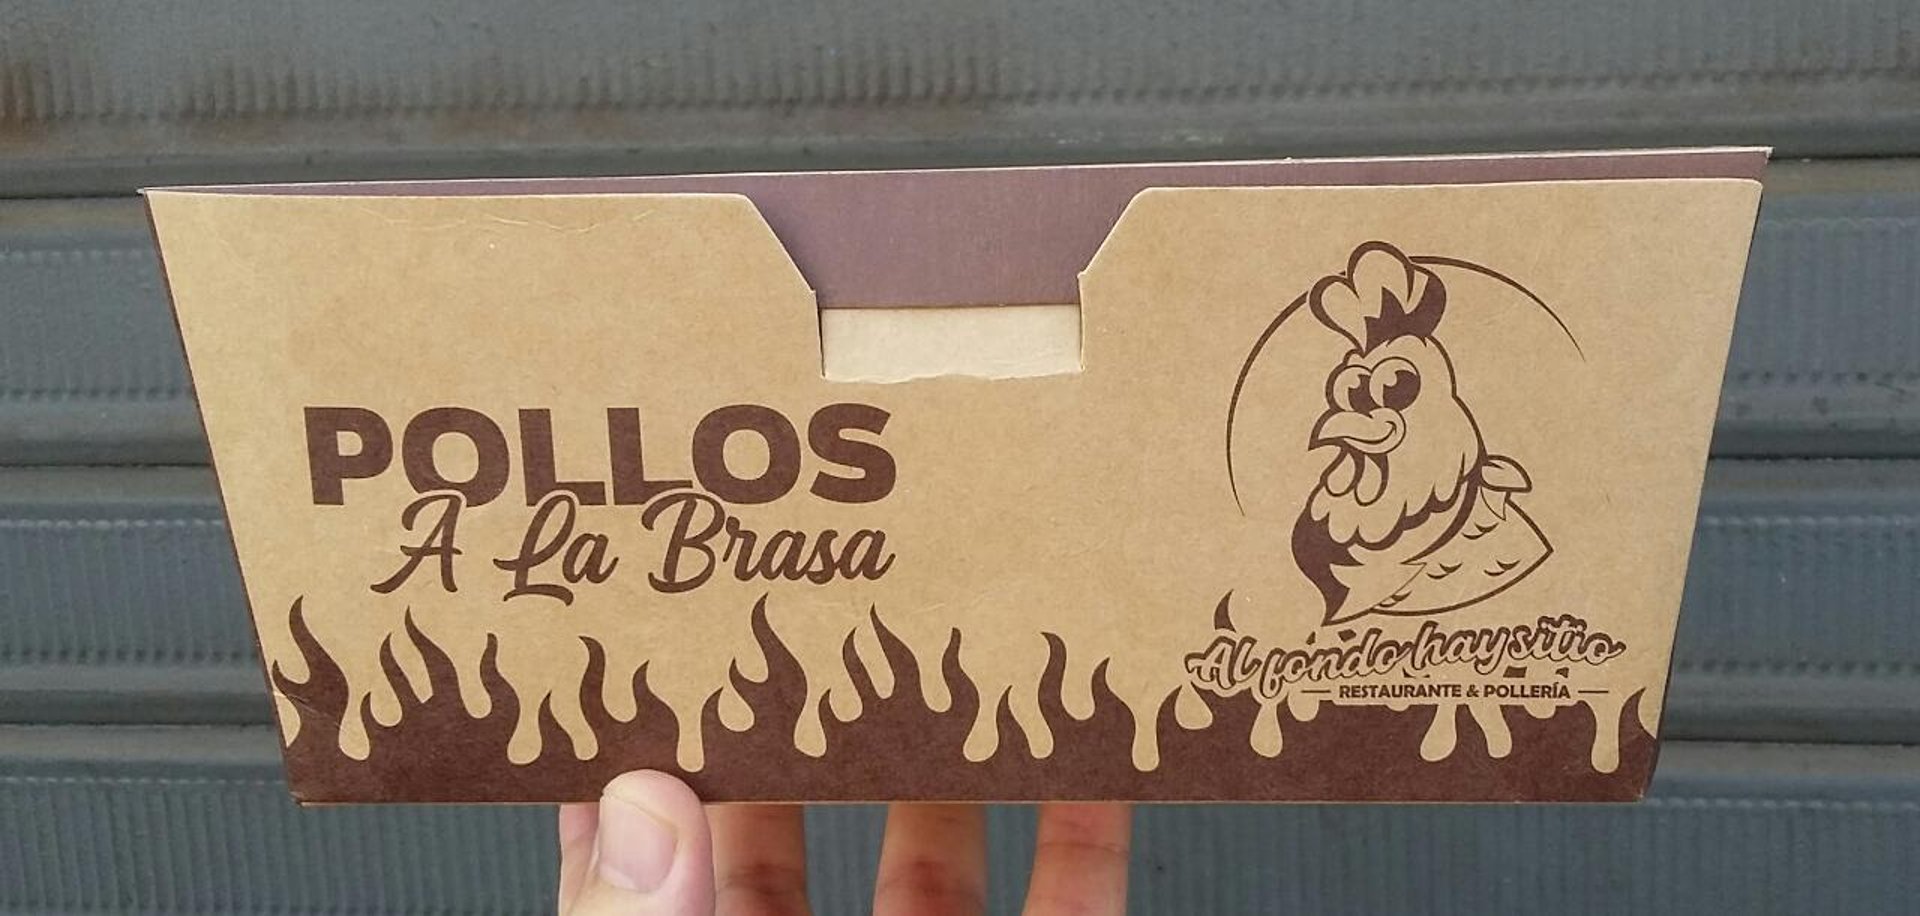 POLLOS
A La Brasa
Al fondo hay sitio
RESTAURANTE & POLLERÍA